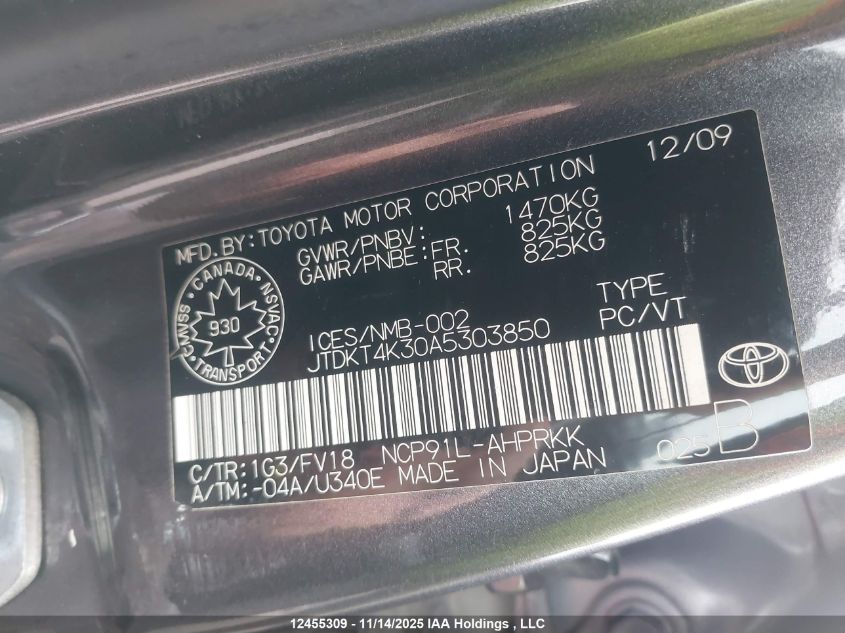 12/09
MFD. BY: TOYOTA MOTOR CORPORATION
GVWR/PNBV: 1470KG
GAWR/PNBE: FR. 825KG
RR. 825KG
CANADA
CMVSS NSVAC
930
TRANSPORT
ICES/NMB-002
JTDKT4K30A5303850
TYPE
PC/VT
C/TR: 1G3/FV18 NCP91L-AHPRKK
A/TM: -04A/U340E MADE IN JAPAN
025 B
12455309 - 11/14/2025 IAA Holdings , LLC